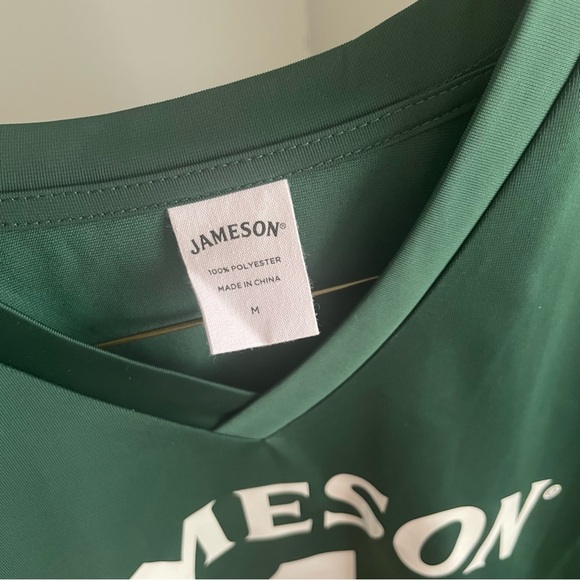 JAMESON®
100% POLYESTER
MADE IN CHINA
M
MESON®